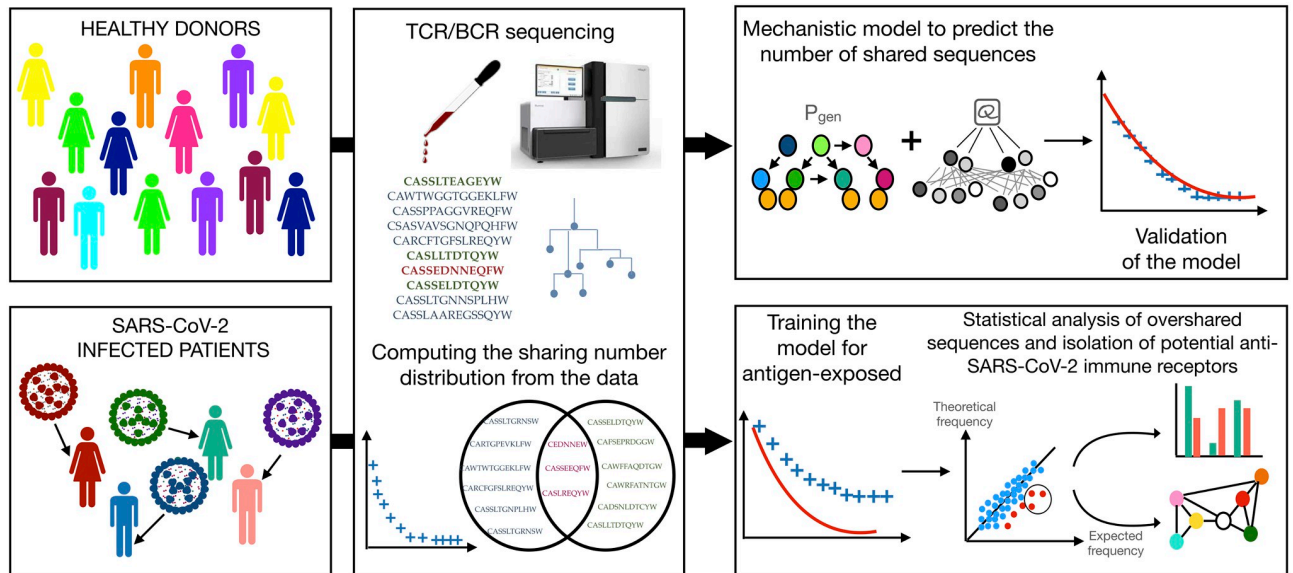 HEALTHY DONORS
SARS-CoV-2
INFECTED PATIENTS
TCR/BCR sequencing
CASSLTEAGEYW
CAWTWGGTGGEKLFW
CASSPPAGGVREQFW
CSASVAVSGNQPQHFW
CARCFTGFSLREQYW
CASLLTDTQYW
CASSEDNNEQFW
CASSELDTQYW
CASSLTGNNSPLHW
CASSLAAREGSSQYW
Computing the sharing number
distribution from the data
CASSLTGRNSW
CARTGPEVKLFW
CAWTWTGGEKLFW
CARCFGFSLREQYW
CASSLTGNPLHW
CASSLTGRNSW
CEDNNEW
CASSEEQFW
CASLREQYW
CASSELDTQYW
CAFSEPRDGGW
CAWFFAQDTGW
CAWRFATNTGW
CADSNLDTCYW
CASLLTDTQYW
Mechanistic model to predict the
number of shared sequences
Pgen
+
Q
Validation
of the model
Training the
model for
antigen-exposed
Statistical analysis of overshared
sequences and isolation of potential anti-
SARS-CoV-2 immune receptors
Theoretical
frequency
Expected
frequency